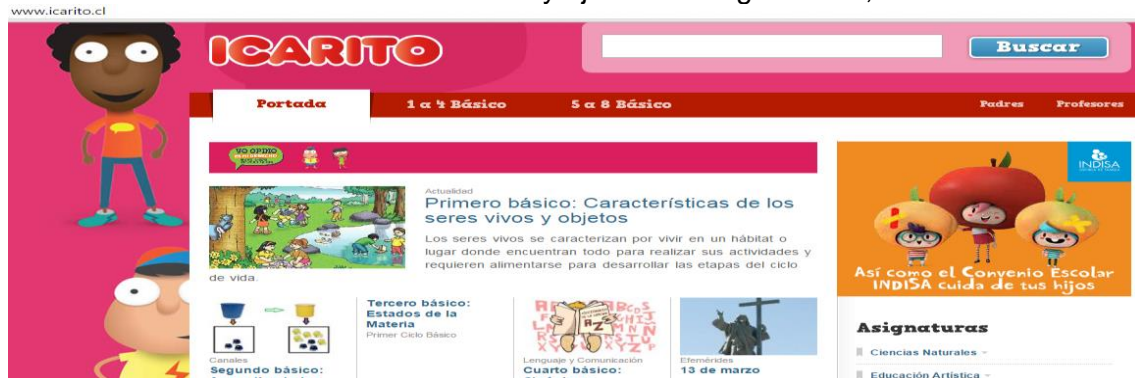 www.icarito.cl
ICARITO
Buscar
Portada
1 a 4 Básico
5 a 8 Básico
Padres
Profesores
YO OPINO
INDISA
Actualidad
Primero básico: Características de los
seres vivos y objetos
Los seres vivos se caracterizan por vivir en un hábitat o
lugar donde encuentran todo para realizar sus actividades y
requieren alimentarse para desarrollar las etapas del ciclo
de vida.
Así como el Convenio Escolar
INDISA cuida de tus hijos
Canales
Segundo básico:
Tercero básico:
Estados de la
Materia
Primer Ciclo Básico
Lenguaje y Comunicación
Cuarto básico:
Efemérides
13 de marzo
Asignaturas
Ciencias Naturales
Educación Artística